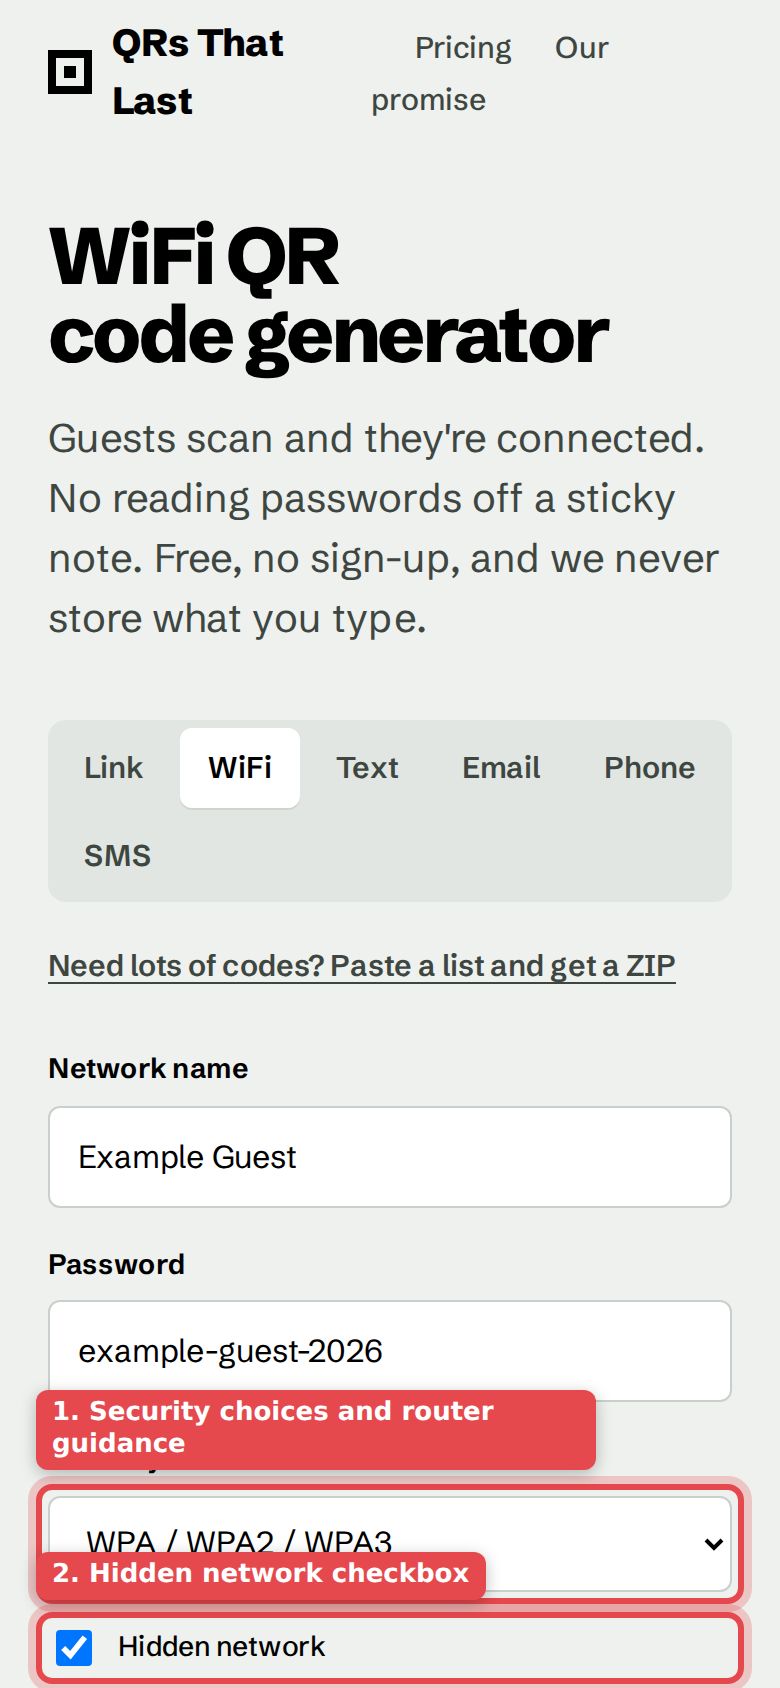 QRs That
Last
Pricing Our
promise
WiFi QR
code generator
Guests scan and they're connected.
No reading passwords off a sticky
note. Free, no sign-up, and we never
store what you type.
Link WiFi Text Email Phone
SMS
Need lots of codes? Paste a list and get a ZIP
Network name
Example Guest
Password
example-guest-2026
1. Security choices and router
guidance
WPA / WPA2 / WPA3
2. Hidden network checkbox
Hidden network